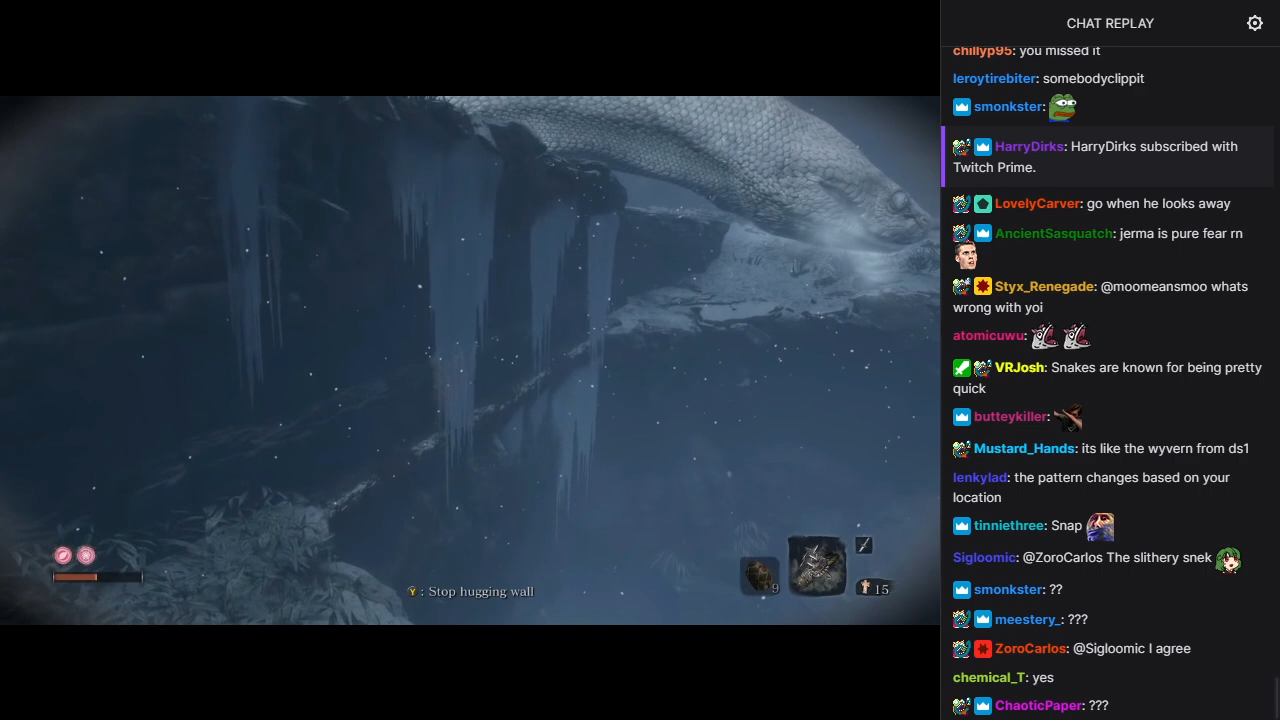 CHAT REPLAY
chillyp95: you missed it
leroytirebiter: somebodyclippit
smonkster:
HarryDirks: HarryDirks subscribed with
Twitch Prime.
LovelyCarver: go when he looks away
AncientSasquatch: jerma is pure fear rn
Styx_Renegade: @moomeansmoo whats
wrong with yoi
atomicuwu:
VRJosh: Snakes are known for being pretty
quick
butteykiller:
Mustard_Hands: its like the wyvern from ds1
lenkylad: the pattern changes based on your
location
tinniethree: Snap
Sigloomic: @ZoroCarlos The slithery snek
smonkster: ??
meestery_: ???
ZoroCarlos: @Sigloomic I agree
chemical_T: yes
ChaoticPaper: ???
Y : Stop hugging wall
9
15